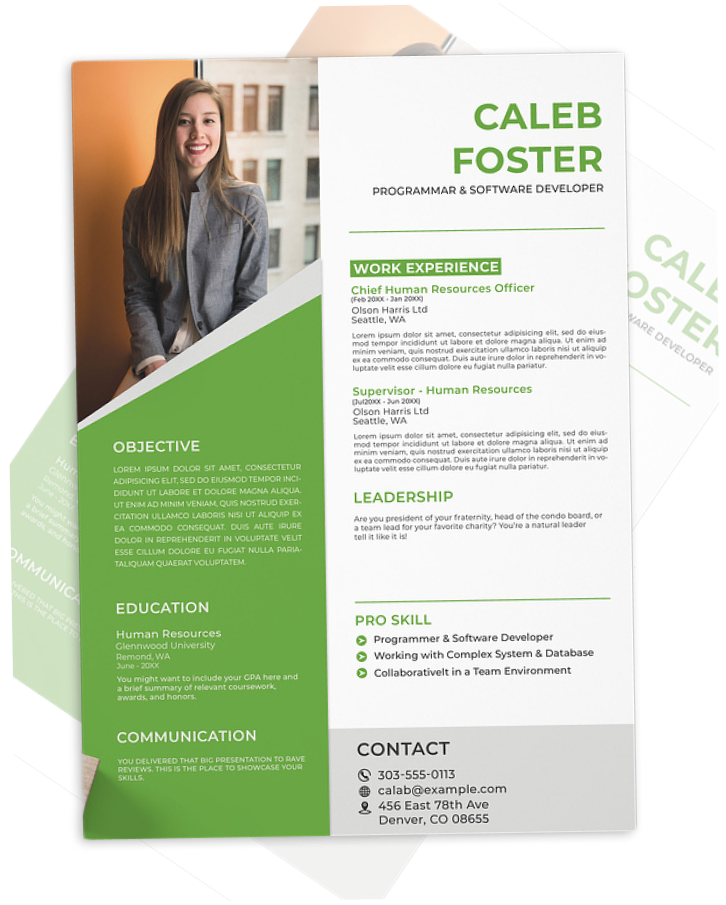 CALEB
FOSTER
PROGRAMMAR & SOFTWARE DEVELOPER
WORK EXPERIENCE
Chief Human Resources Officer
(Feb 20XX - Jan 20XX)
Olson Harris Ltd
Seattle, WA
Lorem ipsum dolor sit amet, consectetur adipisicing elit, sed do eius-
mod tempor incididunt ut labore et dolore magna aliqua. Ut enim ad
minim veniam, quis nostrud exercitation ullamco laboris nisi ut aliquip
ex ea commodo consequat. Duis aute irure dolor in reprehenderit in vo-
luptate velit esse cillum dolore eu fugiat nulla pariatur.
Supervisor - Human Resources
(Jul20XX - Jun 20XX)
Olson Harris Ltd
Seattle, WA
Lorem ipsum dolor sit amet, consectetur adipisicing elit, sed do eius-
mod tempor incididunt ut labore et dolore magna aliqua. Ut enim ad
minim veniam, quis nostrud exercitation ullamco laboris nisi ut aliquip
ex ea commodo consequat. Duis aute irure dolor in reprehenderit in vo-
luptate velit esse cillum dolore eu fugiat nulla pariatur.
LEADERSHIP
Are you president of your fraternity, head of the condo board, or
a team lead for your favorite charity? You're a natural leader
tell it like it is!
PRO SKILL
Programmer & Software Developer
Working with Complex System & Database
CollaborativeIt in a Team Environment
CONTACT
303-555-0113
calab@example.com
456 East 78th Ave
Denver, CO 08655
OBJECTIVE
LOREM IPSUM DOLOR SIT AMET, CONSECTETUR
ADIPISICING ELIT, SED DO EIUSMOD TEMPOR INCI-
DIDUNT UT LABORE ET DOLORE MAGNA ALIQUA.
UT ENIM AD MINIM VENIAM, QUIS NOSTRUD EXER-
CITATION ULLAMCO LABORIS NISI UT ALIQUIP EX
EA COMMODO CONSEQUAT. DUIS AUTE IRURE
DOLOR IN REPREHENDERIT IN VOLUPTATE VELIT
ESSE CILLUM DOLORE EU FUGIAT NULLA PARIA-
TALIQUAM QUAERAT VOLUPTATEM.
EDUCATION
Human Resources
Glennwood University
Remond, WA
June - 20XX
You might want to include your GPA here and
a brief summary of relevant coursework,
awards, and honors.
COMMUNICATION
YOU DELIVERED THAT BIG PRESENTATION TO RAVE
REVIEWS. THIS IS THE PLACE TO SHOWCASE YOUR
SKILLS.